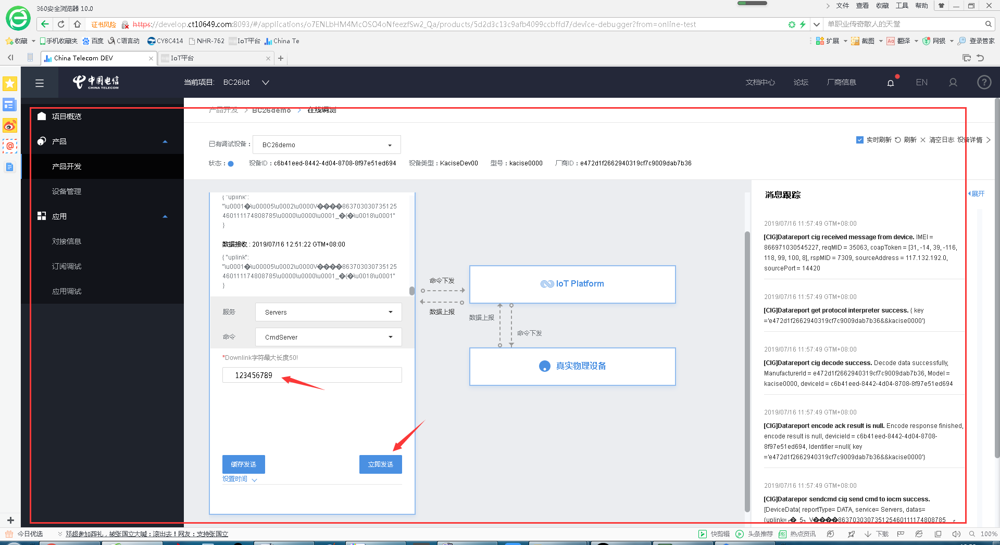 360安全浏览器 10.0
文件 查看 收藏 工具 帮助
证书风险 https://develop.ct10649.com:8093/#/applications/o7ENLbHM4McOSO4oNfeezfSw2_Qa/products/5d2d3c13c9afb4099ccbffd7/device-debugger?from=online-test
单职业传奇散人的天堂
收藏 手机收藏夹 百度 C语言动 CY8C414 NHR-762 IoT平台 China Te
扩展 截图 翻译 网银 登录管家
China Telecom DEV
IoT平台
中国电信
CHINA TELECOM
当前项目: BC26iot
文档中心 论坛 厂商信息 EN
项目概览
产品
产品开发
设备管理
应用
对接信息
订阅调试
应用调试
产品开发 > BC26demo > 在线调测
已有调试设备： BC26demo
实时刷新 刷新 清空日志 设备详情
状态： 设备ID：c6b41eed-8442-4d04-8708-8f97e51ed694 设备类型：KaciseDev00 型号：kacise0000 厂商ID：e472d1f2662940319cf7c9009dab7b36
{ "uplink":
"\u0001�\u00005\u0002\u0000V����863703030735125
460111174808785\u0000\u0000\u0001_�(�\u0018\u0001"
}
数据接收 : 2019/07/16 12:51:22 GTM+08:00
{ "uplink":
"\u0001�\u00005\u0002\u0000V����863703030735125
460111174808785\u0000\u0000\u0001_�(�\u0018\u0001"
}
服务 Servers
命令 CmdServer
*Downlink字符最大长度50!
123456789
缓存发送
立即发送
设置时间
命令下发
数据上报
IoT Platform
数据上报
命令下发
真实物理设备
消息跟踪
展开
2019/07/16 11:57:49 GTM+08:00
[CIG]Datareport cig received message from device. IMEI =
866971030545227, reqMID = 35063, coapToken = [31, -14, 39, -116,
118, 99, 100, 8], rspMID = 7309, sourceAddress = 117.132.192.0,
sourcePort = 14420
2019/07/16 11:57:49 GTM+08:00
[CIG]Datareport get protocol interpreter success. { key
='e472d1f2662940319cf7c9009dab7b36&&kacise0000'}
2019/07/16 11:57:49 GTM+08:00
[CIG]Datareport cig decode success. Decode data successfully,
ManufacturerId = e472d1f2662940319cf7c9009dab7b36, Model =
kacise0000, deviceId = c6b41eed-8442-4d04-8708-8f97e51ed694
2019/07/16 11:57:49 GTM+08:00
[CIG]Datareport encode ack result is null. Encode response finished,
encode result is null, devicieId = c6b41eed-8442-4d04-8708-
8f97e51ed694, Identifier =null{ key
='e472d1f2662940319cf7c9009dab7b36&&kacise0000'}
2019/07/16 11:57:49 GTM+08:00
[CIG]Datarepor sendcmd cig send cmd to iocm success.
[DeviceData{ reportType= DATA, service= Servers, datas=
{uplink=┌� 5┐ V����863703030735125460111174808785 ┌
今日优选
邓超参加葬礼，被张国立大喊：滚出去！网友：支持张国立
快剪辑 头条推荐 热点资讯 下载 100%